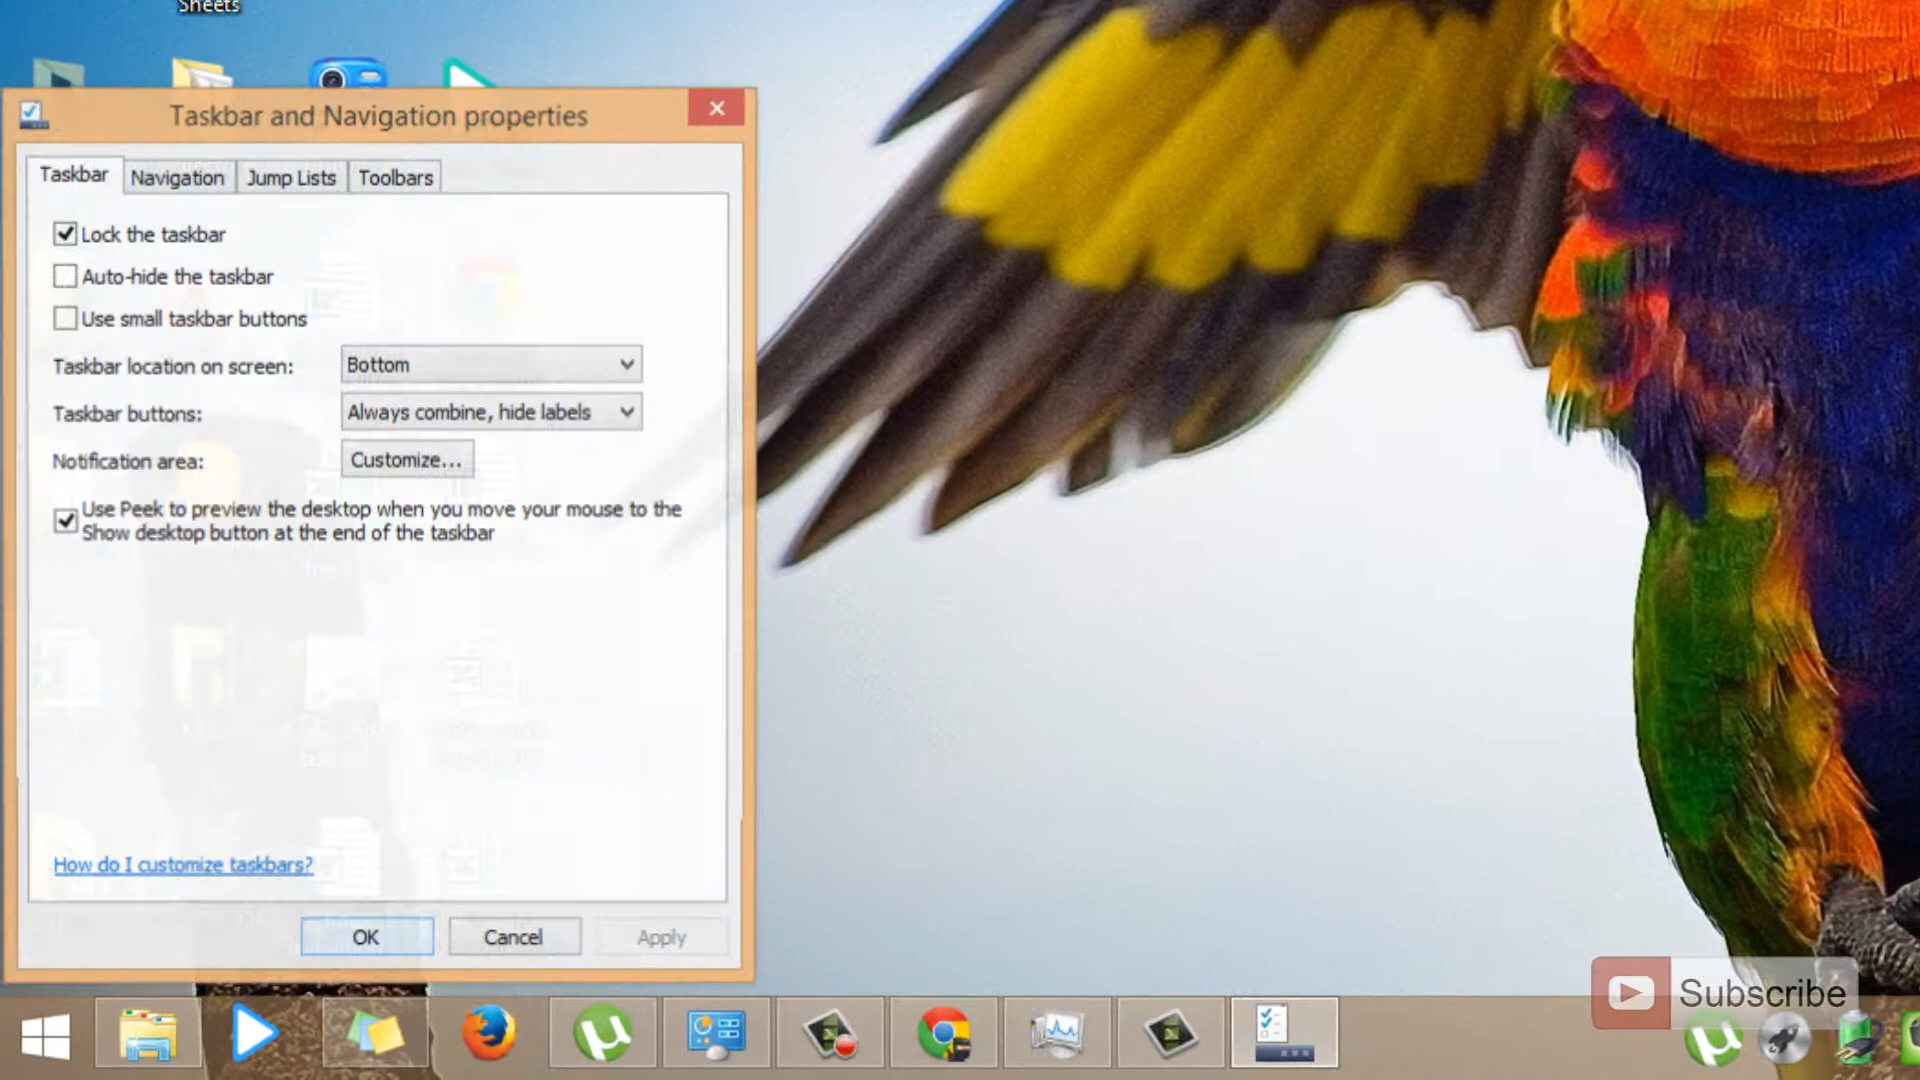 Sheets
Taskbar and Navigation properties
Taskbar
Navigation
Jump Lists
Toolbars
Lock the taskbar
Auto-hide the taskbar
Use small taskbar buttons
Taskbar location on screen:
Bottom
Taskbar buttons:
Always combine, hide labels
Notification area:
Customize...
Use Peek to preview the desktop when you move your mouse to the
Show desktop button at the end of the taskbar
How do I customize taskbars?
OK
Cancel
Apply
Subscribe